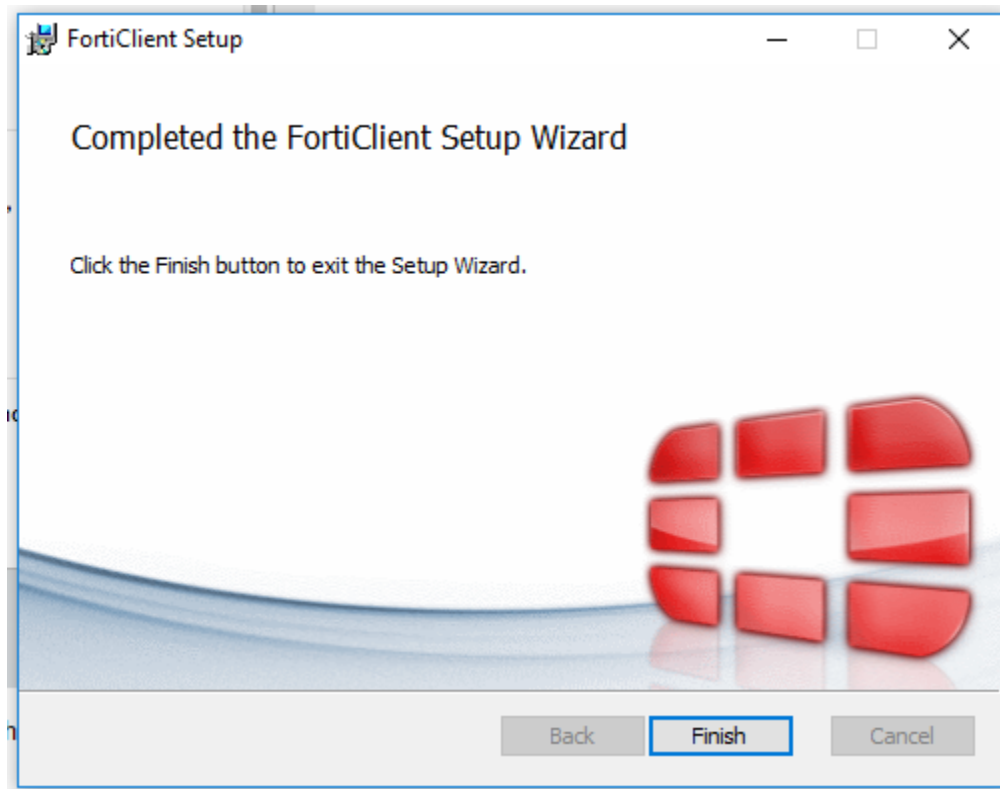 FortiClient Setup
Completed the FortiClient Setup Wizard
Click the Finish button to exit the Setup Wizard.
Back
Finish
Cancel